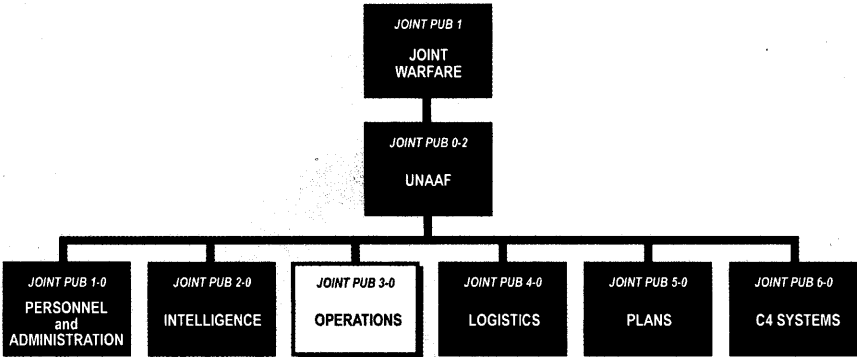 JOINT PUB 1
JOINT
WARFARE
JOINT PUB 0-2
UNAAF
JOINT PUB 1-0
PERSONNEL
and
ADMINISTRATION
JOINT PUB 2-0
INTELLIGENCE
JOINT PUB 3-0
OPERATIONS
JOINT PUB 4-0
LOGISTICS
JOINT PUB 5-0
PLANS
JOINT PUB 6-0
C4 SYSTEMS